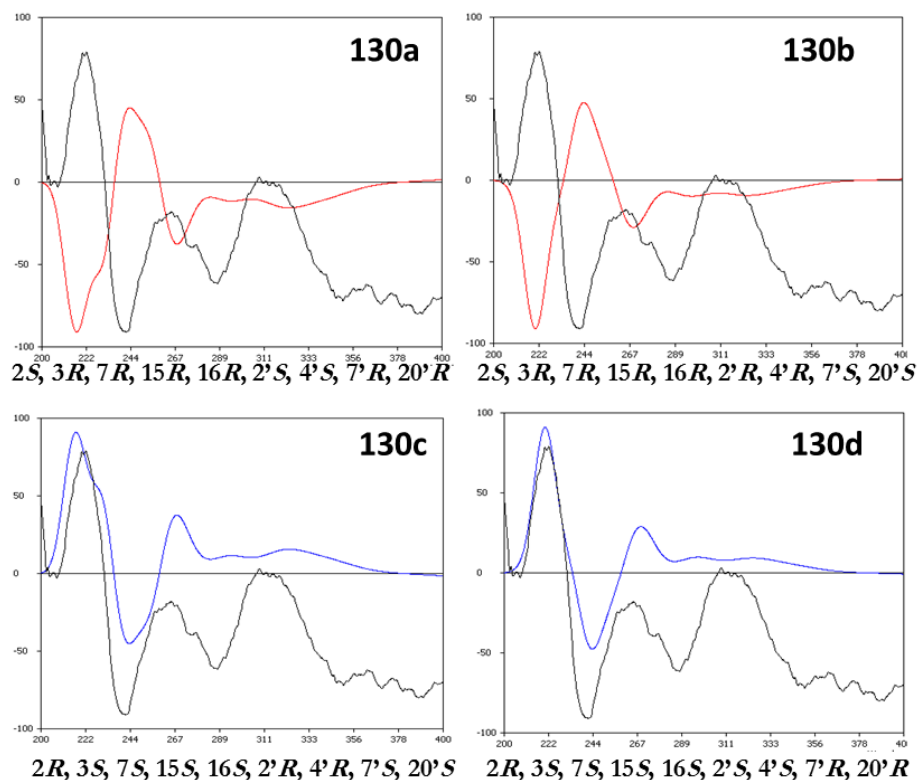 130a
100
50
0
-50
-100
200 222 244 267 289 311 333 356 378 400
2S, 3R, 7R, 15R, 16R, 2’S, 4’S, 7’R, 20’R
130b
100
50
0
-50
-100
200 222 244 267 289 311 333 356 378 400
2S, 3R, 7R, 15R, 16R, 2’R, 4’R, 7’S, 20’S
130c
100
50
0
-50
-100
200 222 244 267 289 311 333 356 378 400
2R, 3S, 7S, 15S, 16S, 2’R, 4’R, 7’S, 20’S
130d
100
50
0
-50
-100
200 222 244 267 289 311 333 356 378
2R, 3S, 7S, 15S, 16S, 2’S, 4’S, 7’R, 20’R